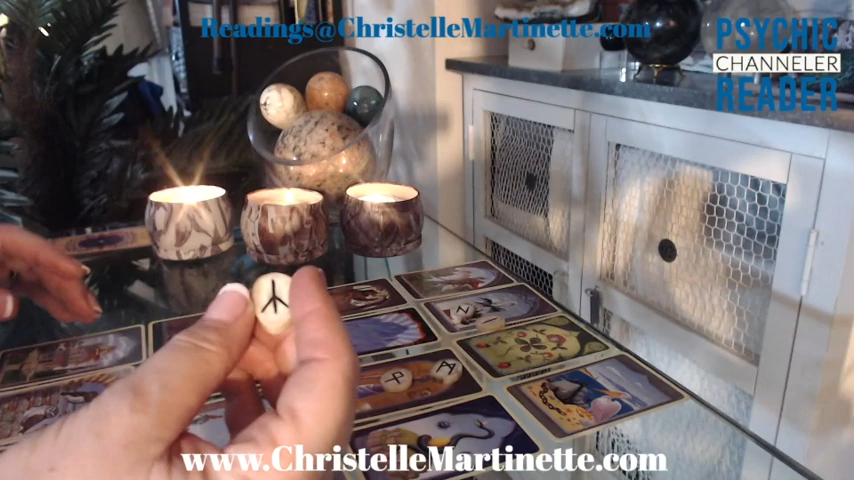 Readings@ChristelleMartinette.com
PSYCHIC
CHANNELER
READER
www.ChristelleMartinette.com